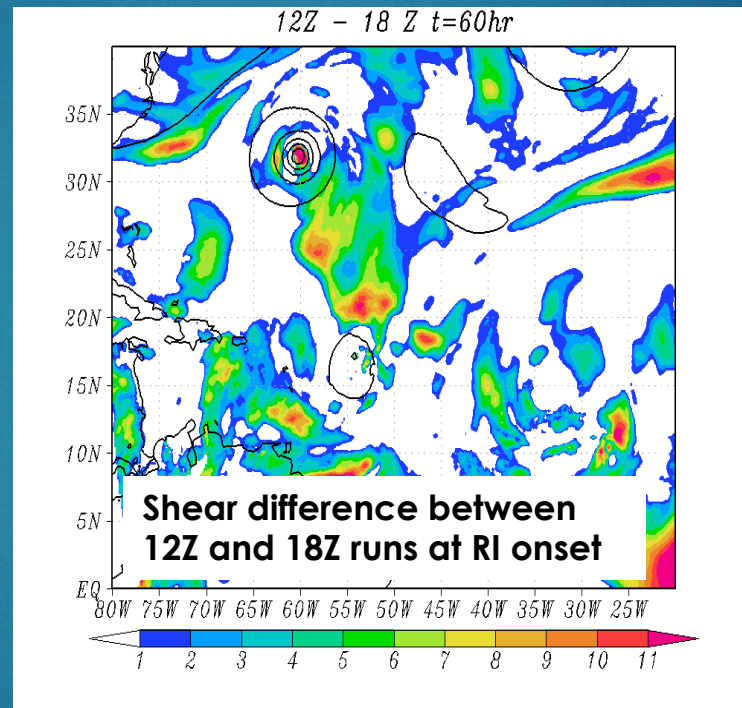 12Z - 18 Z t=60hr
35N
30N
25N
20N
15N
10N
Shear difference between
12Z and 18Z runs at RI onset
5N
EQ
80W 75W 70W 65W 60W 55W 50W 45W 40W 35W 30W 25W
1 2 3 4 5 6 7 8 9 10 11